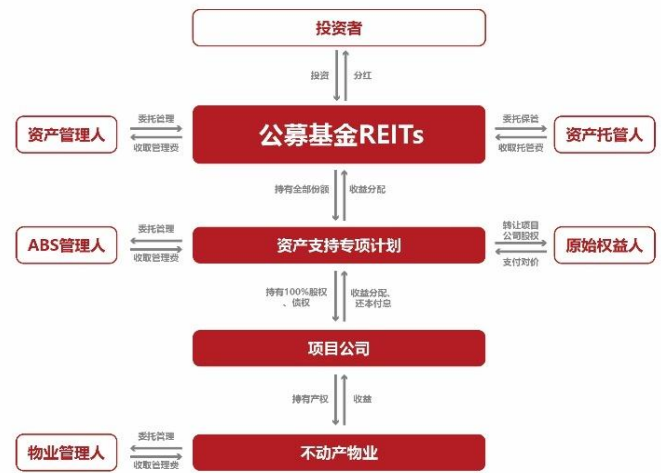 投资者
投资
分红
资产管理人
委托管理
收取管理费
公募基金REITs
委托保管
收取托管费
资产托管人
持有全部份额
收益分配
ABS管理人
委托管理
收取管理费
资产支持专项计划
转让项目
公司股权
支付对价
原始权益人
持有100%股权
、债权
收益分配、
还本付息
项目公司
持有产权
收益
物业管理人
委托管理
收取管理费
不动产物业